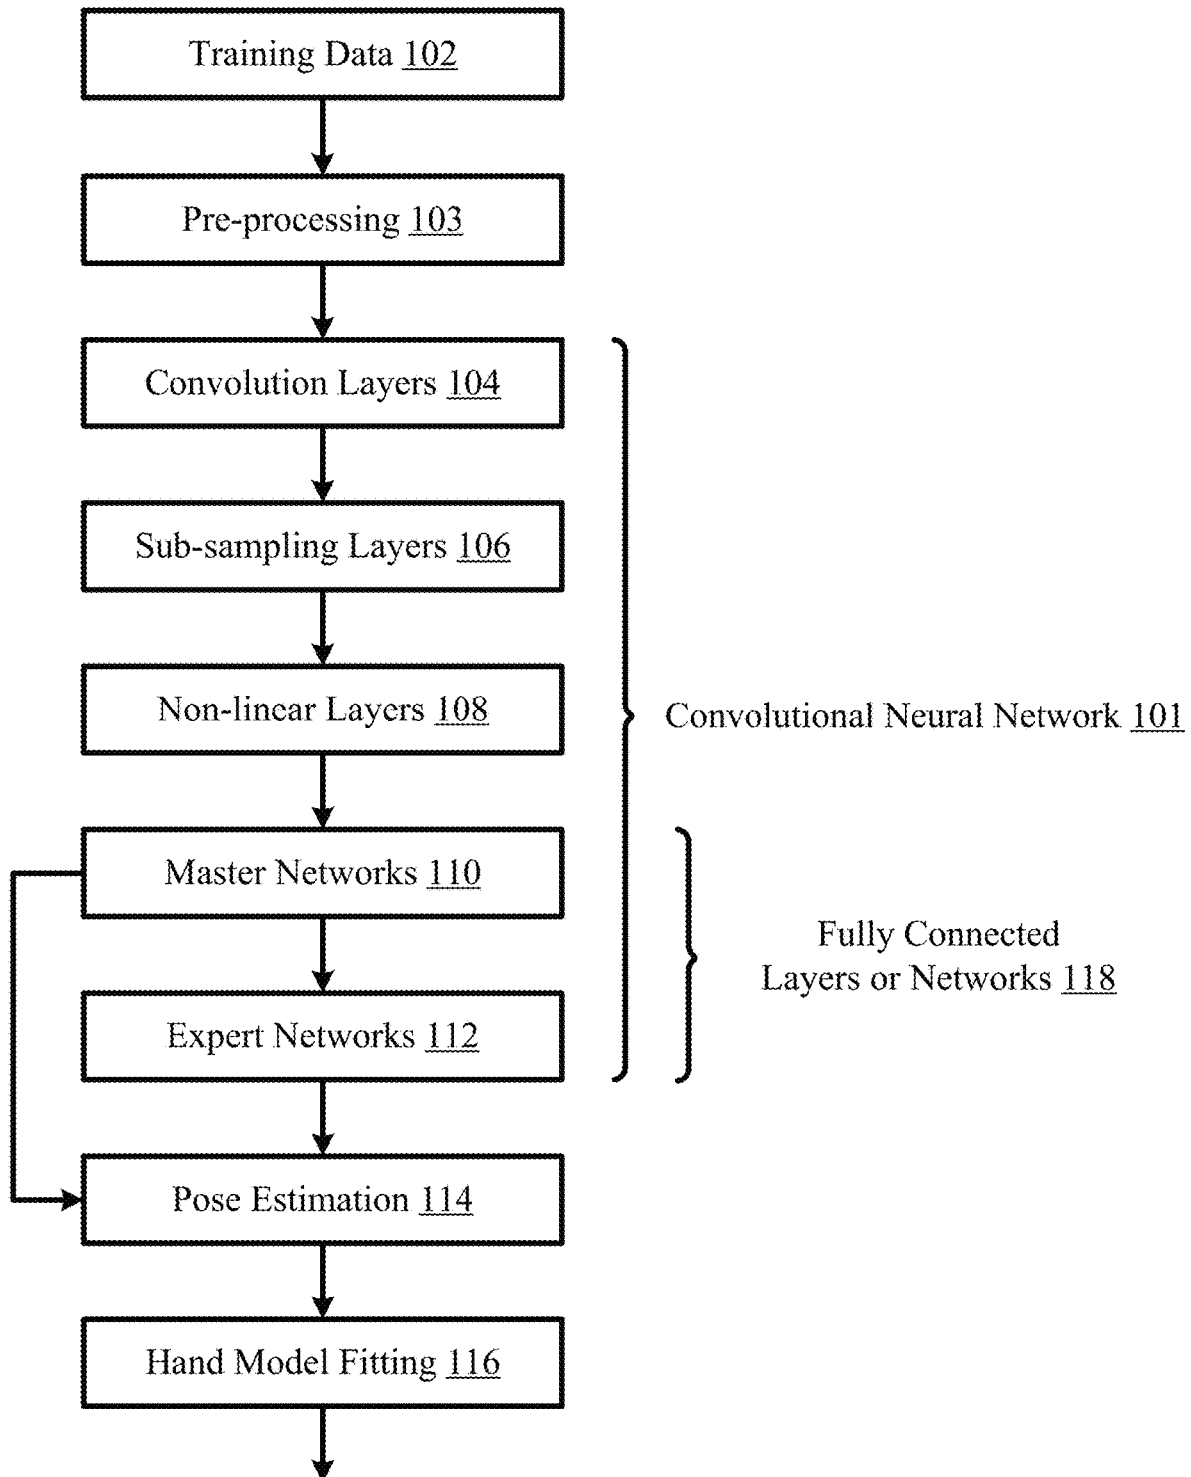 Training Data 102
Pre-processing 103
Convolution Layers 104
Sub-sampling Layers 106
Non-linear Layers 108
Convolutional Neural Network 101
Master Networks 110
Fully Connected
Layers or Networks 118
Expert Networks 112
Pose Estimation 114
Hand Model Fitting 116